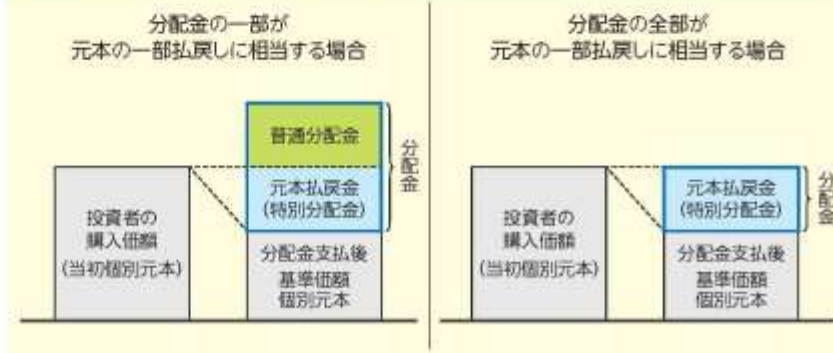 分配金の一部が
元本の一部払戻しに相当する場合
普通分配金
元本払戻金
(特別分配金)
分配金
投資者の
購入価額
(当初個別元本)
分配金支払後
基準価額
個別元本
分配金の全部が
元本の一部払戻しに相当する場合
元本払戻金
(特別分配金)
分配金
投資者の
購入価額
(当初個別元本)
分配金支払後
基準価額
個別元本